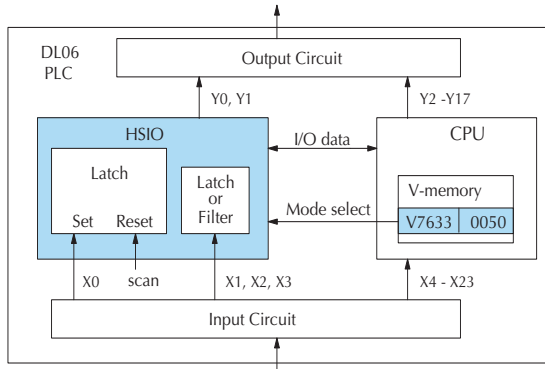 DL06
PLC
Output Circuit
Y0, Y1
Y2 -Y17
HSIO
I/O data
CPU
Latch
Set
Reset
Latch
or
Filter
Mode select
V-memory
V7633
0050
X0
scan
X1, X2, X3
X4 - X23
Input Circuit